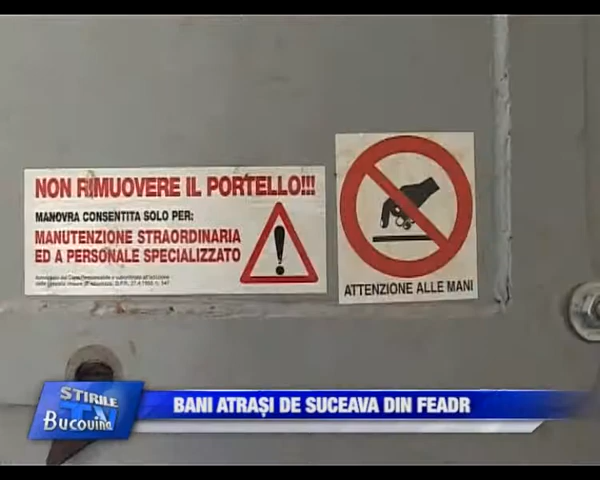 NON RIMUOVERE IL PORTELLO!!!
MANOVRA CONSENTITA SOLO PER:
MANUTENZIONE STRAORDINARIA
ED A PERSONALE SPECIALIZZATO
ATTENZIONE ALLE MANI
ȘTIRILE
TV
Bucovina
BANI ATRAȘI DE SUCEAVA DIN FEADR